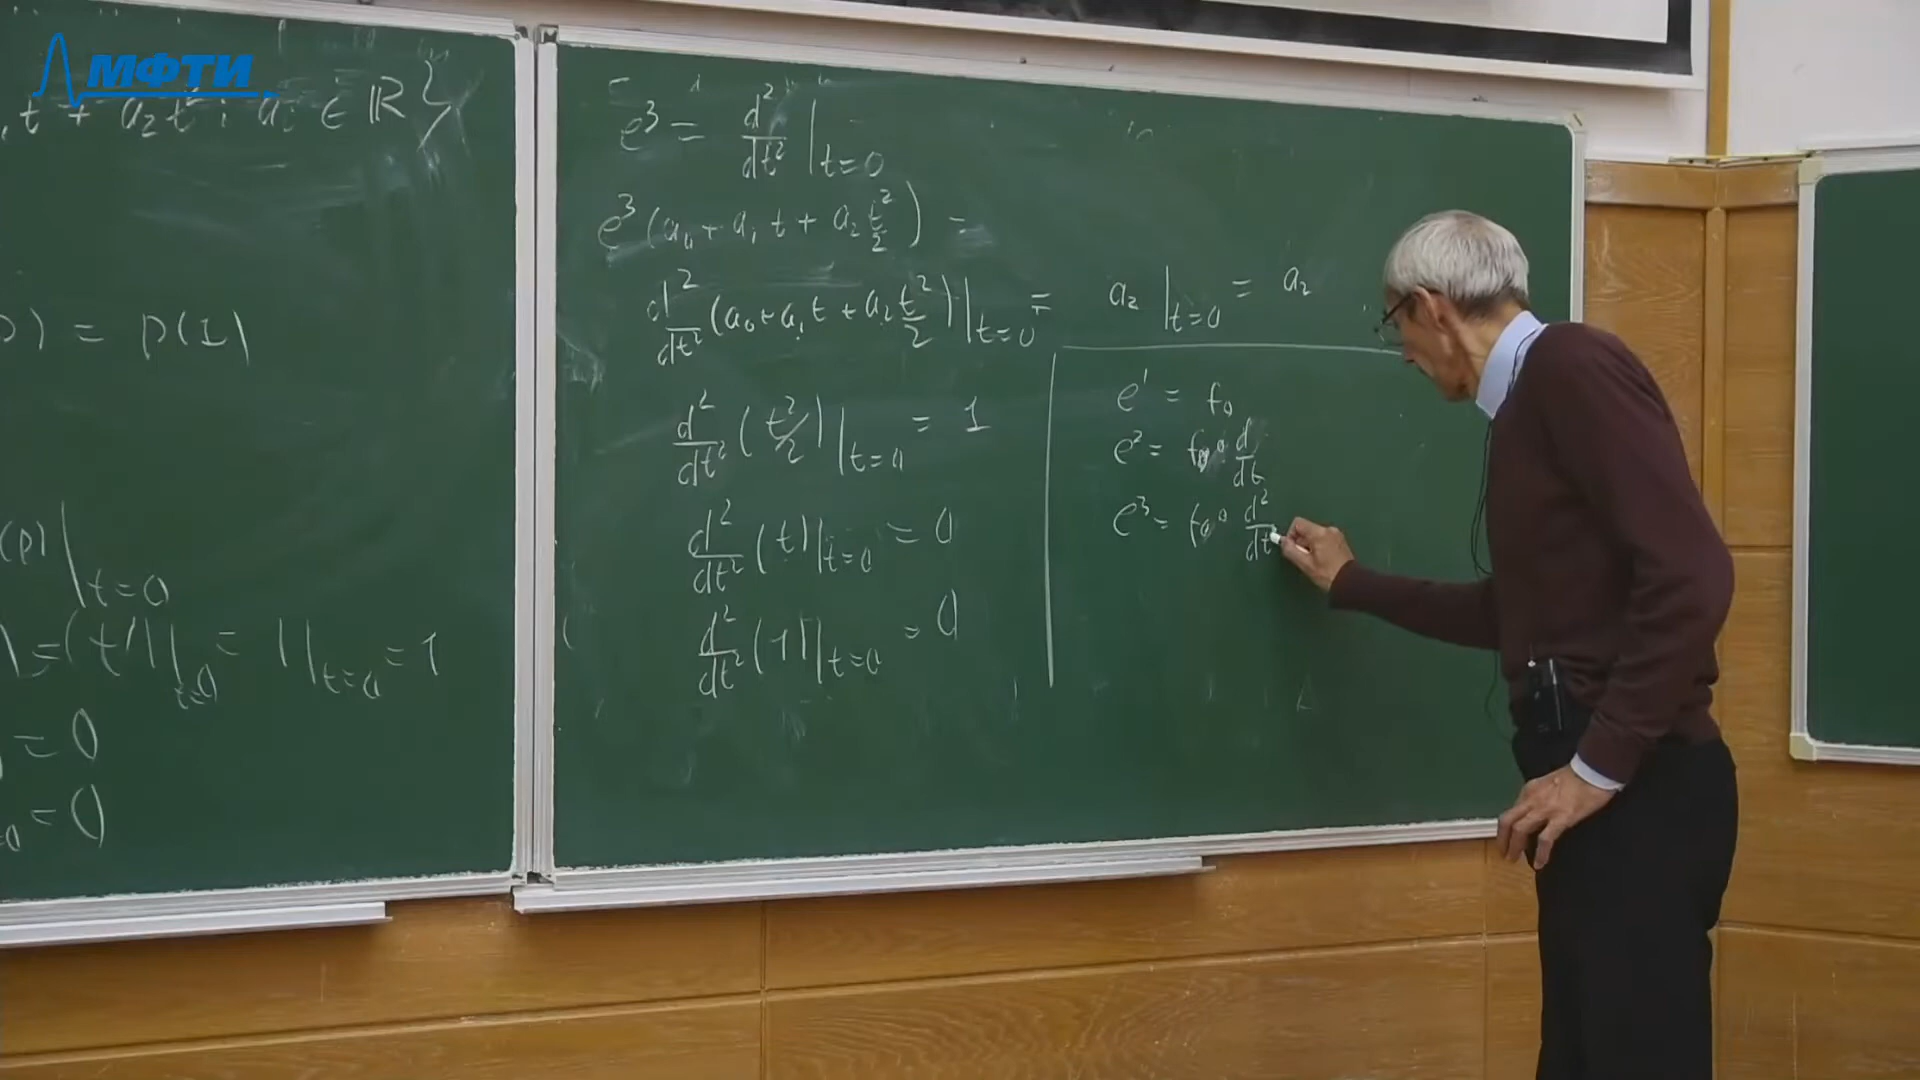 МФТИ
t + a₂t² : aᵢ ∈ ℝ}
) = p(1)
(p)|t=0
) = (t)'|t=0 = 1|t=0 = 1
= 0
= 0
e³ = d²/dt² |t=0
e³(a₀ + a₁t + a₂ t²/2) =
d²/dt² (a₀ + a₁t + a₂ t²/2)|t=0 = a₂|t=0 = a₂
d²/dt² (t²/2)|t=0 = 1
d²/dt² (t)|t=0 = 0
d²/dt² (1)|t=0 = 0
e¹ = f₀
e² = f₀ ∘ d/dt
e³ = f₀ ∘ d²/dt